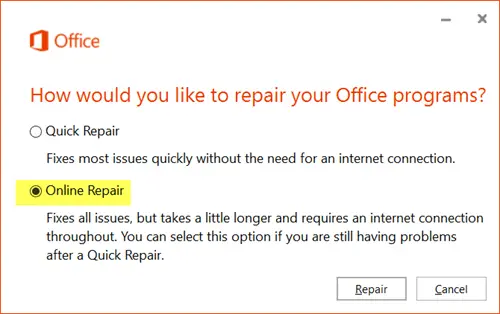 Office
How would you like to repair your Office programs?
Quick Repair
Fixes most issues quickly without the need for an internet connection.
Online Repair
Fixes all issues, but takes a little longer and requires an internet connection
throughout. You can select this option if you are still having problems
after a Quick Repair.
Repair
Cancel